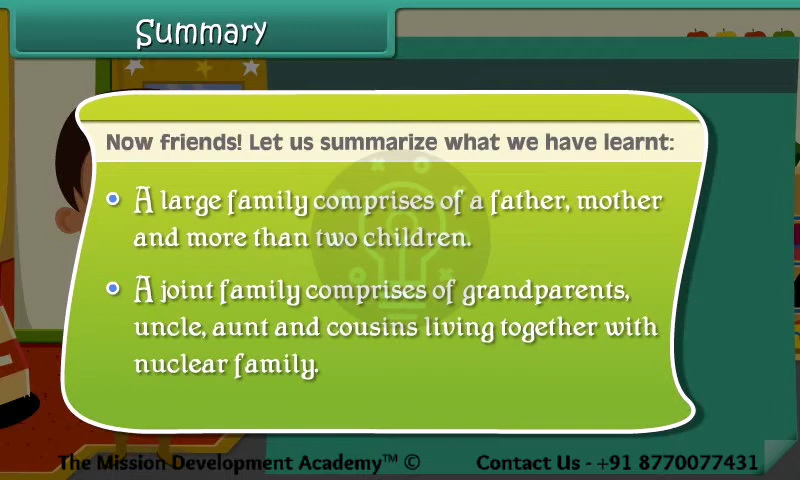 Summary
Now friends! Let us summarize what we have learnt:
A large family comprises of a father, mother
and more than two children.
A joint family comprises of grandparents,
uncle, aunt and cousins living together with
nuclear family.
The Mission Development Academy™ © Contact Us - +91 8770077431